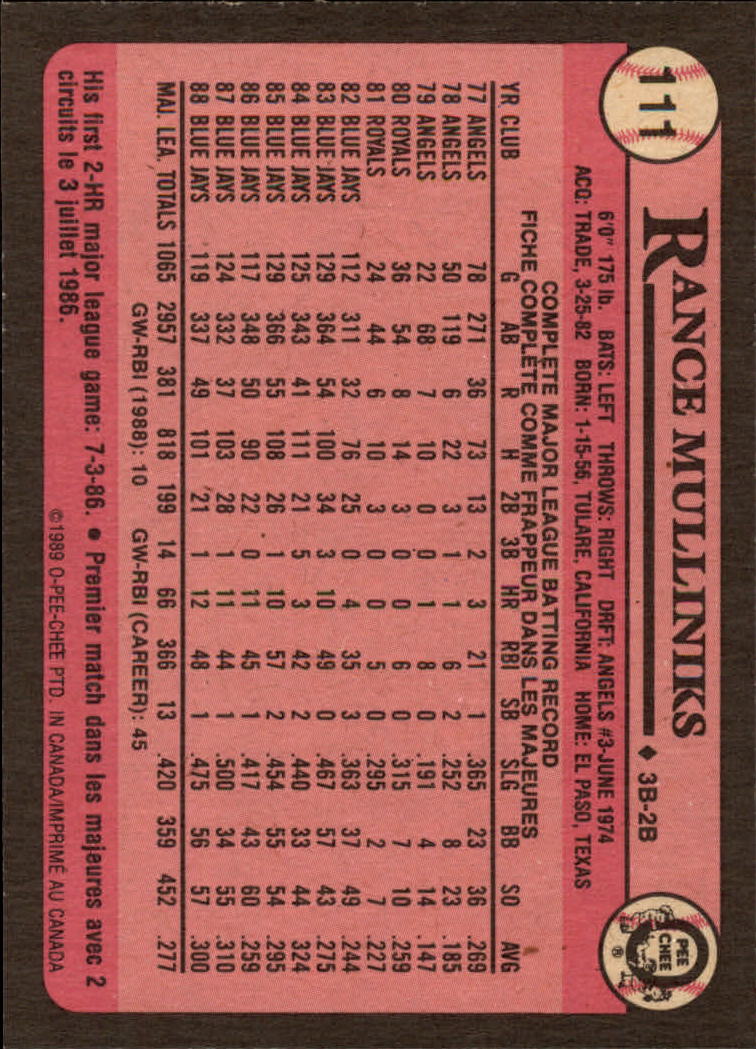 111
RANCE MULLINIKS ◆ 3B-2B
PEE
CHEE
®
6'0" 175 lb. BATS: LEFT THROWS: RIGHT DRFT: ANGELS #3-JUNE 1974
ACQ: TRADE, 3-25-82 BORN: 1-15-56, TULARE, CALIFORNIA HOME: EL PASO, TEXAS
COMPLETE MAJOR LEAGUE BATTING RECORD
FICHE COMPLÈTE COMME FRAPPEUR DANS LES MAJEURES
YR CLUB G AB R H 2B 3B HR RBI SB SLG BB SO AVG
77 ANGELS 78 271 36 73 13 2 3 21 1 .365 23 36 .269
78 ANGELS 50 119 6 22 3 1 1 6 2 .252 8 23 .185
79 ANGELS 22 68 7 10 0 0 1 8 0 .191 4 14 .147
80 ROYALS 36 54 8 14 3 0 0 6 0 .315 7 10 .259
81 ROYALS 24 44 6 10 3 0 0 5 0 .295 2 7 .227
82 BLUE JAYS 112 311 32 76 25 0 4 35 3 .363 37 49 .244
83 BLUE JAYS 129 364 54 100 34 3 10 49 0 .467 57 43 .275
84 BLUE JAYS 125 343 41 111 21 5 3 42 2 .440 33 44 .324
85 BLUE JAYS 129 366 55 108 26 1 10 57 2 .454 55 54 .295
86 BLUE JAYS 117 348 50 90 22 0 11 45 1 .417 43 60 .259
87 BLUE JAYS 124 332 37 103 28 1 11 44 1 .500 34 55 .310
88 BLUE JAYS 119 337 49 101 21 1 12 48 1 .475 56 57 .300
MAJ. LEA. TOTALS 1065 2957 381 818 199 14 66 366 13 .420 359 452 .277
GW-RBI (1988): 10 GW-RBI (CAREER): 45
His first 2-HR major league game: 7-3-86. • Premier match dans les majeures avec 2
circuits le 3 juillet 1986.
©1989 O-PEE-CHEE PTD. IN CANADA/IMPRIMÉ AU CANADA